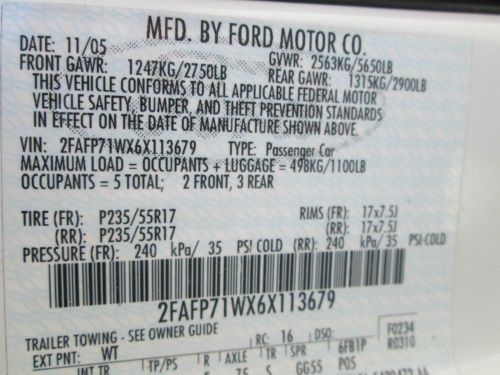 MFD. BY FORD MOTOR CO.
DATE: 11/05 GVWR: 2563KG/5650LB
FRONT GAWR: 1247KG/2750LB REAR GAWR: 1315KG/2900LB
THIS VEHICLE CONFORMS TO ALL APPLICABLE FEDERAL MOTOR
VEHICLE SAFETY, BUMPER, AND THEFT PREVENTION STANDARDS
IN EFFECT ON THE DATE OF MANUFACTURE SHOWN ABOVE.
VIN: 2FAFP71WX6X113679 TYPE: Passenger Car
MAXIMUM LOAD = OCCUPANTS + LUGGAGE = 498KG/1100LB
OCCUPANTS = 5 TOTAL; 2 FRONT, 3 REAR
TIRE (FR): P235/55R17 RIMS (FR): 17x7.5J
(RR): P235/55R17 (RR): 17x7.5J
PRESSURE (FR): 240 kPa/ 35 PSI COLD (RR): 240 kPa/ 35 PSI-COLD
2FAFP71WX6X113679
TRAILER TOWING - SEE OWNER GUIDE RC: 16 DSO: F0234
EXT PNT: WT 6FB1P R0310
INT TR TP/PS R AXLE TR SPR
S GG55 P